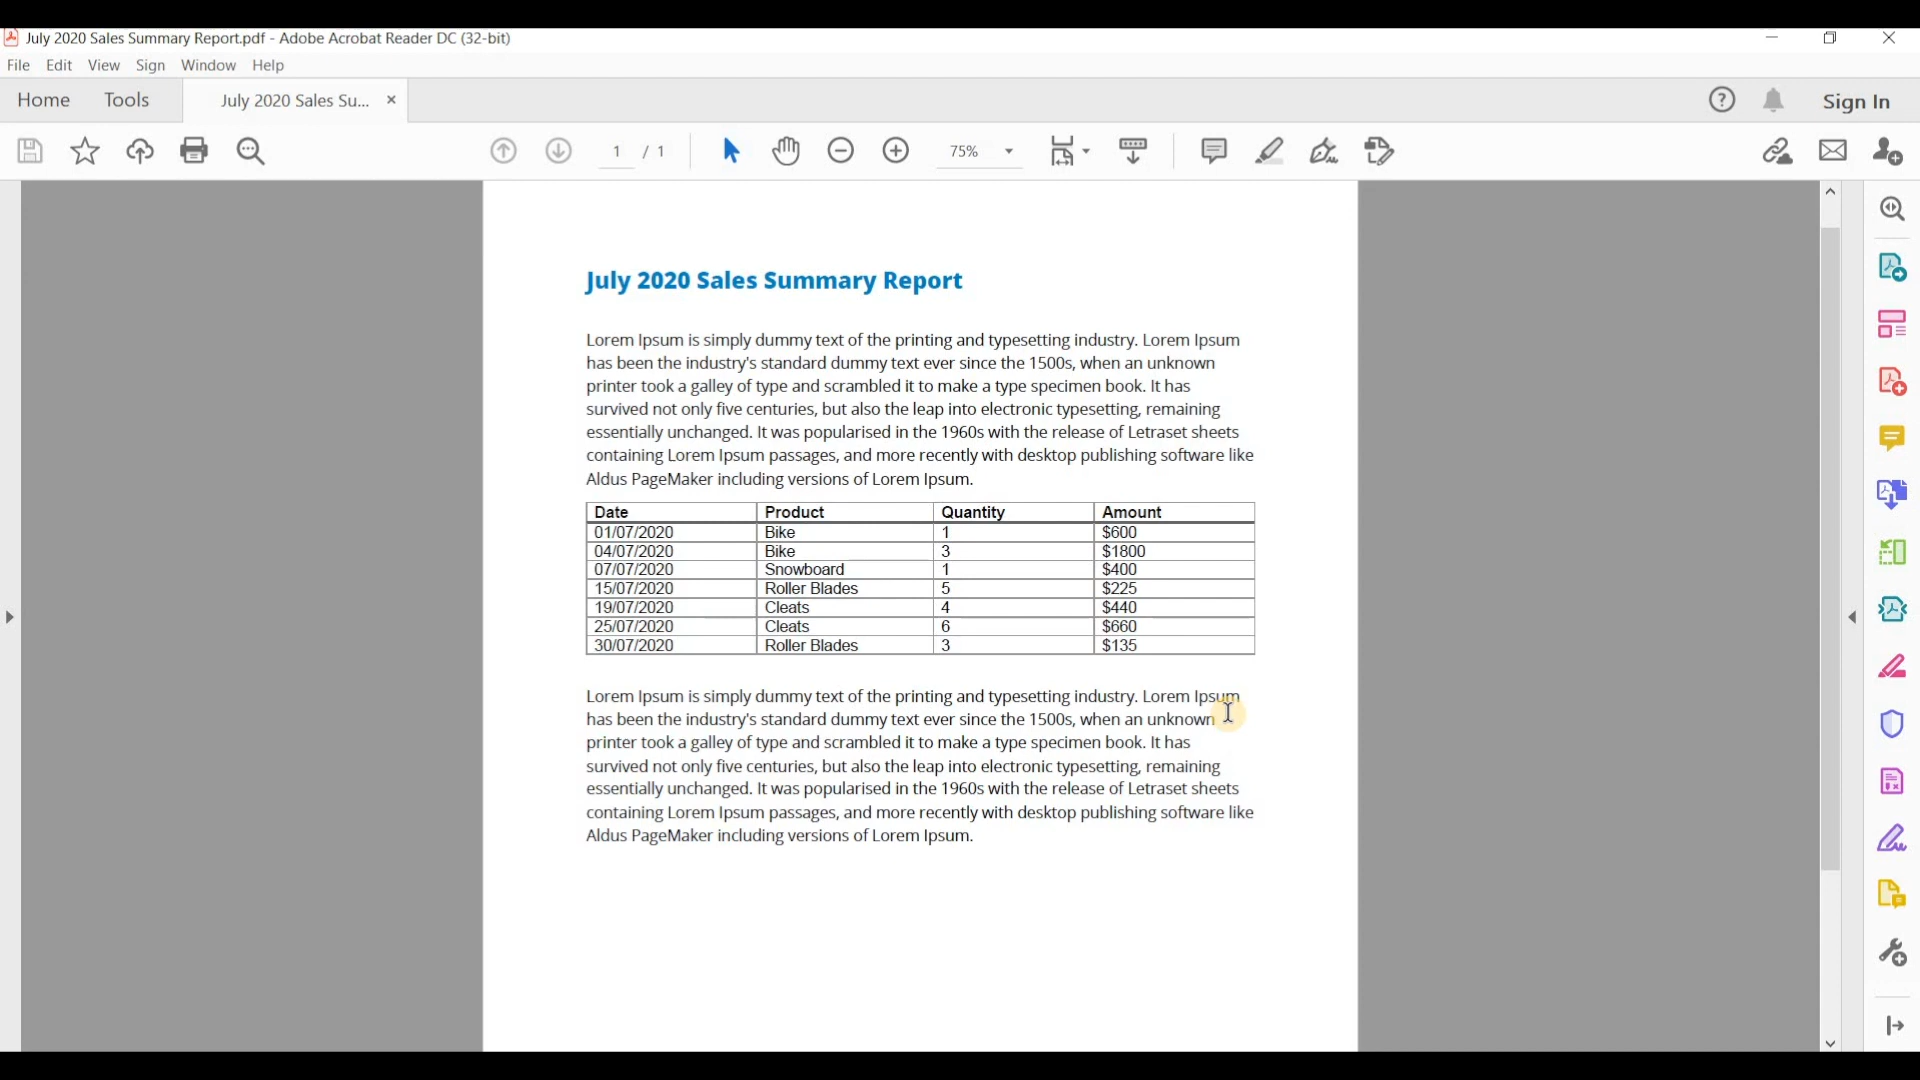 July 2020 Sales Summary Report.pdf - Adobe Acrobat Reader DC (32-bit)
File Edit View Sign Window Help
Home Tools July 2020 Sales Su... × Sign In
1 / 1 75%
July 2020 Sales Summary Report
Lorem Ipsum is simply dummy text of the printing and typesetting industry. Lorem Ipsum
has been the industry's standard dummy text ever since the 1500s, when an unknown
printer took a galley of type and scrambled it to make a type specimen book. It has
survived not only five centuries, but also the leap into electronic typesetting, remaining
essentially unchanged. It was popularised in the 1960s with the release of Letraset sheets
containing Lorem Ipsum passages, and more recently with desktop publishing software like
Aldus PageMaker including versions of Lorem Ipsum.
Date Product Quantity Amount
01/07/2020 Bike 1 $600
04/07/2020 Bike 3 $1800
07/07/2020 Snowboard 1 $400
15/07/2020 Roller Blades 5 $225
19/07/2020 Cleats 4 $440
25/07/2020 Cleats 6 $660
30/07/2020 Roller Blades 3 $135
Lorem Ipsum is simply dummy text of the printing and typesetting industry. Lorem Ipsum
has been the industry's standard dummy text ever since the 1500s, when an unknown
printer took a galley of type and scrambled it to make a type specimen book. It has
survived not only five centuries, but also the leap into electronic typesetting, remaining
essentially unchanged. It was popularised in the 1960s with the release of Letraset sheets
containing Lorem Ipsum passages, and more recently with desktop publishing software like
Aldus PageMaker including versions of Lorem Ipsum.